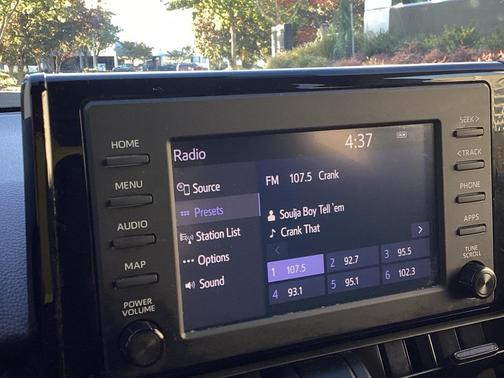 HOME
MENU
AUDIO
MAP
POWER
VOLUME
Radio
4:37
Source
Presets
Station List
Options
Sound
FM 107.5 Crank
Soulja Boy Tell 'em
Crank That
1 107.5
2 92.7
3 95.5
4 93.1
5 95.1
6 102.3
SEEK >
< TRACK
PHONE
APPS
TUNE
SCROLL